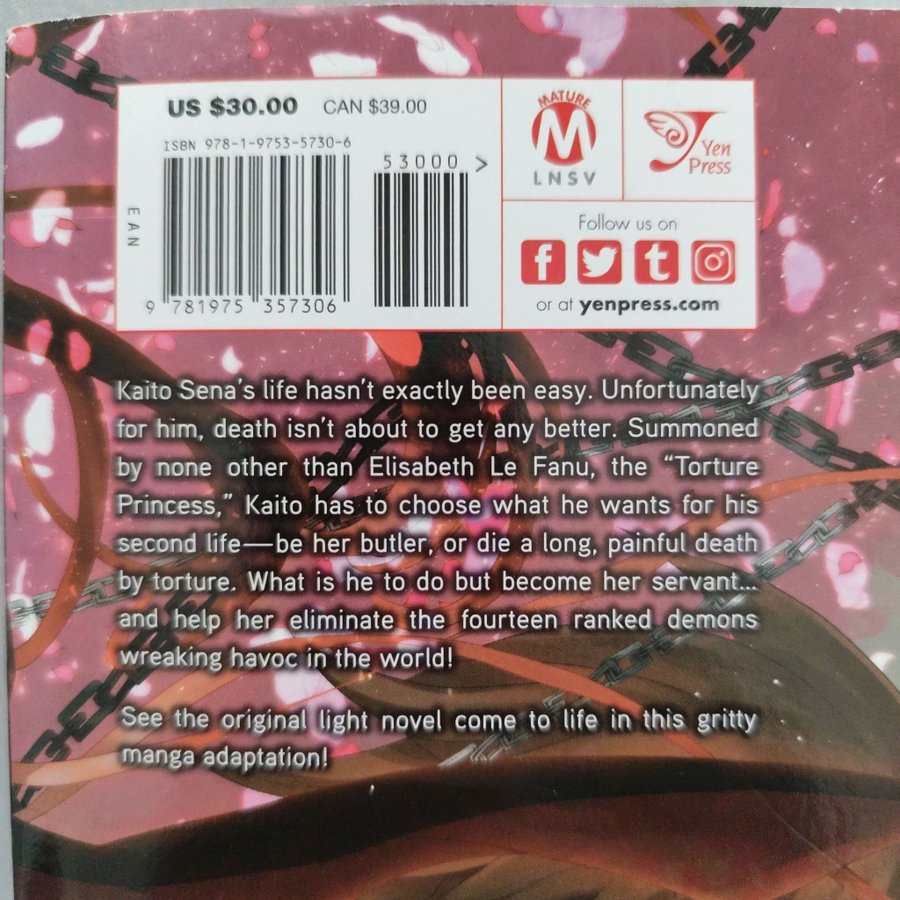 US $30.00 CAN $39.00
ISBN 978-1-9753-5730-6
53000 >
EAN
9 781975 357306
MATURE
M
LNSV
Yen
Press
Follow us on
f t
or at yenpress.com
Kaito Sena's life hasn't exactly been easy. Unfortunately
for him, death isn't about to get any better. Summoned
by none other than Elisabeth Le Fanu, the “Torture
Princess,” Kaito has to choose what he wants for his
second life—be her butler, or die a long, painful death
by torture. What is he to do but become her servant...
and help her eliminate the fourteen ranked demons
wreaking havoc in the world!
See the original light novel come to life in this gritty
manga adaptation!